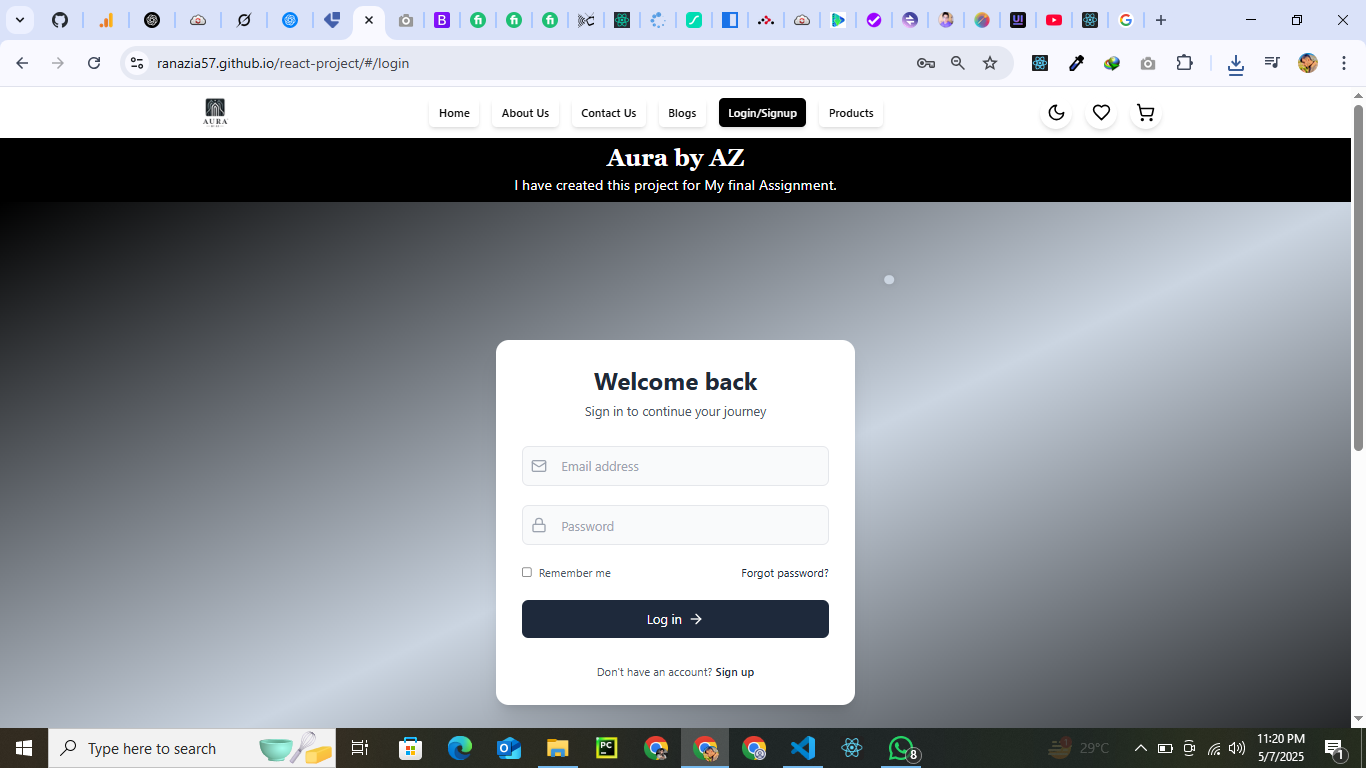 ranazia57.github.io/react-project/#/login
AURA
Home
About Us
Contact Us
Blogs
Login/Signup
Products
Aura by AZ
I have created this project for My final Assignment.
Welcome back
Sign in to continue your journey
Email address
Password
Remember me
Forgot password?
Log in
Don't have an account? Sign up
Type here to search
29°C
8
11:20 PM
5/7/2025
1